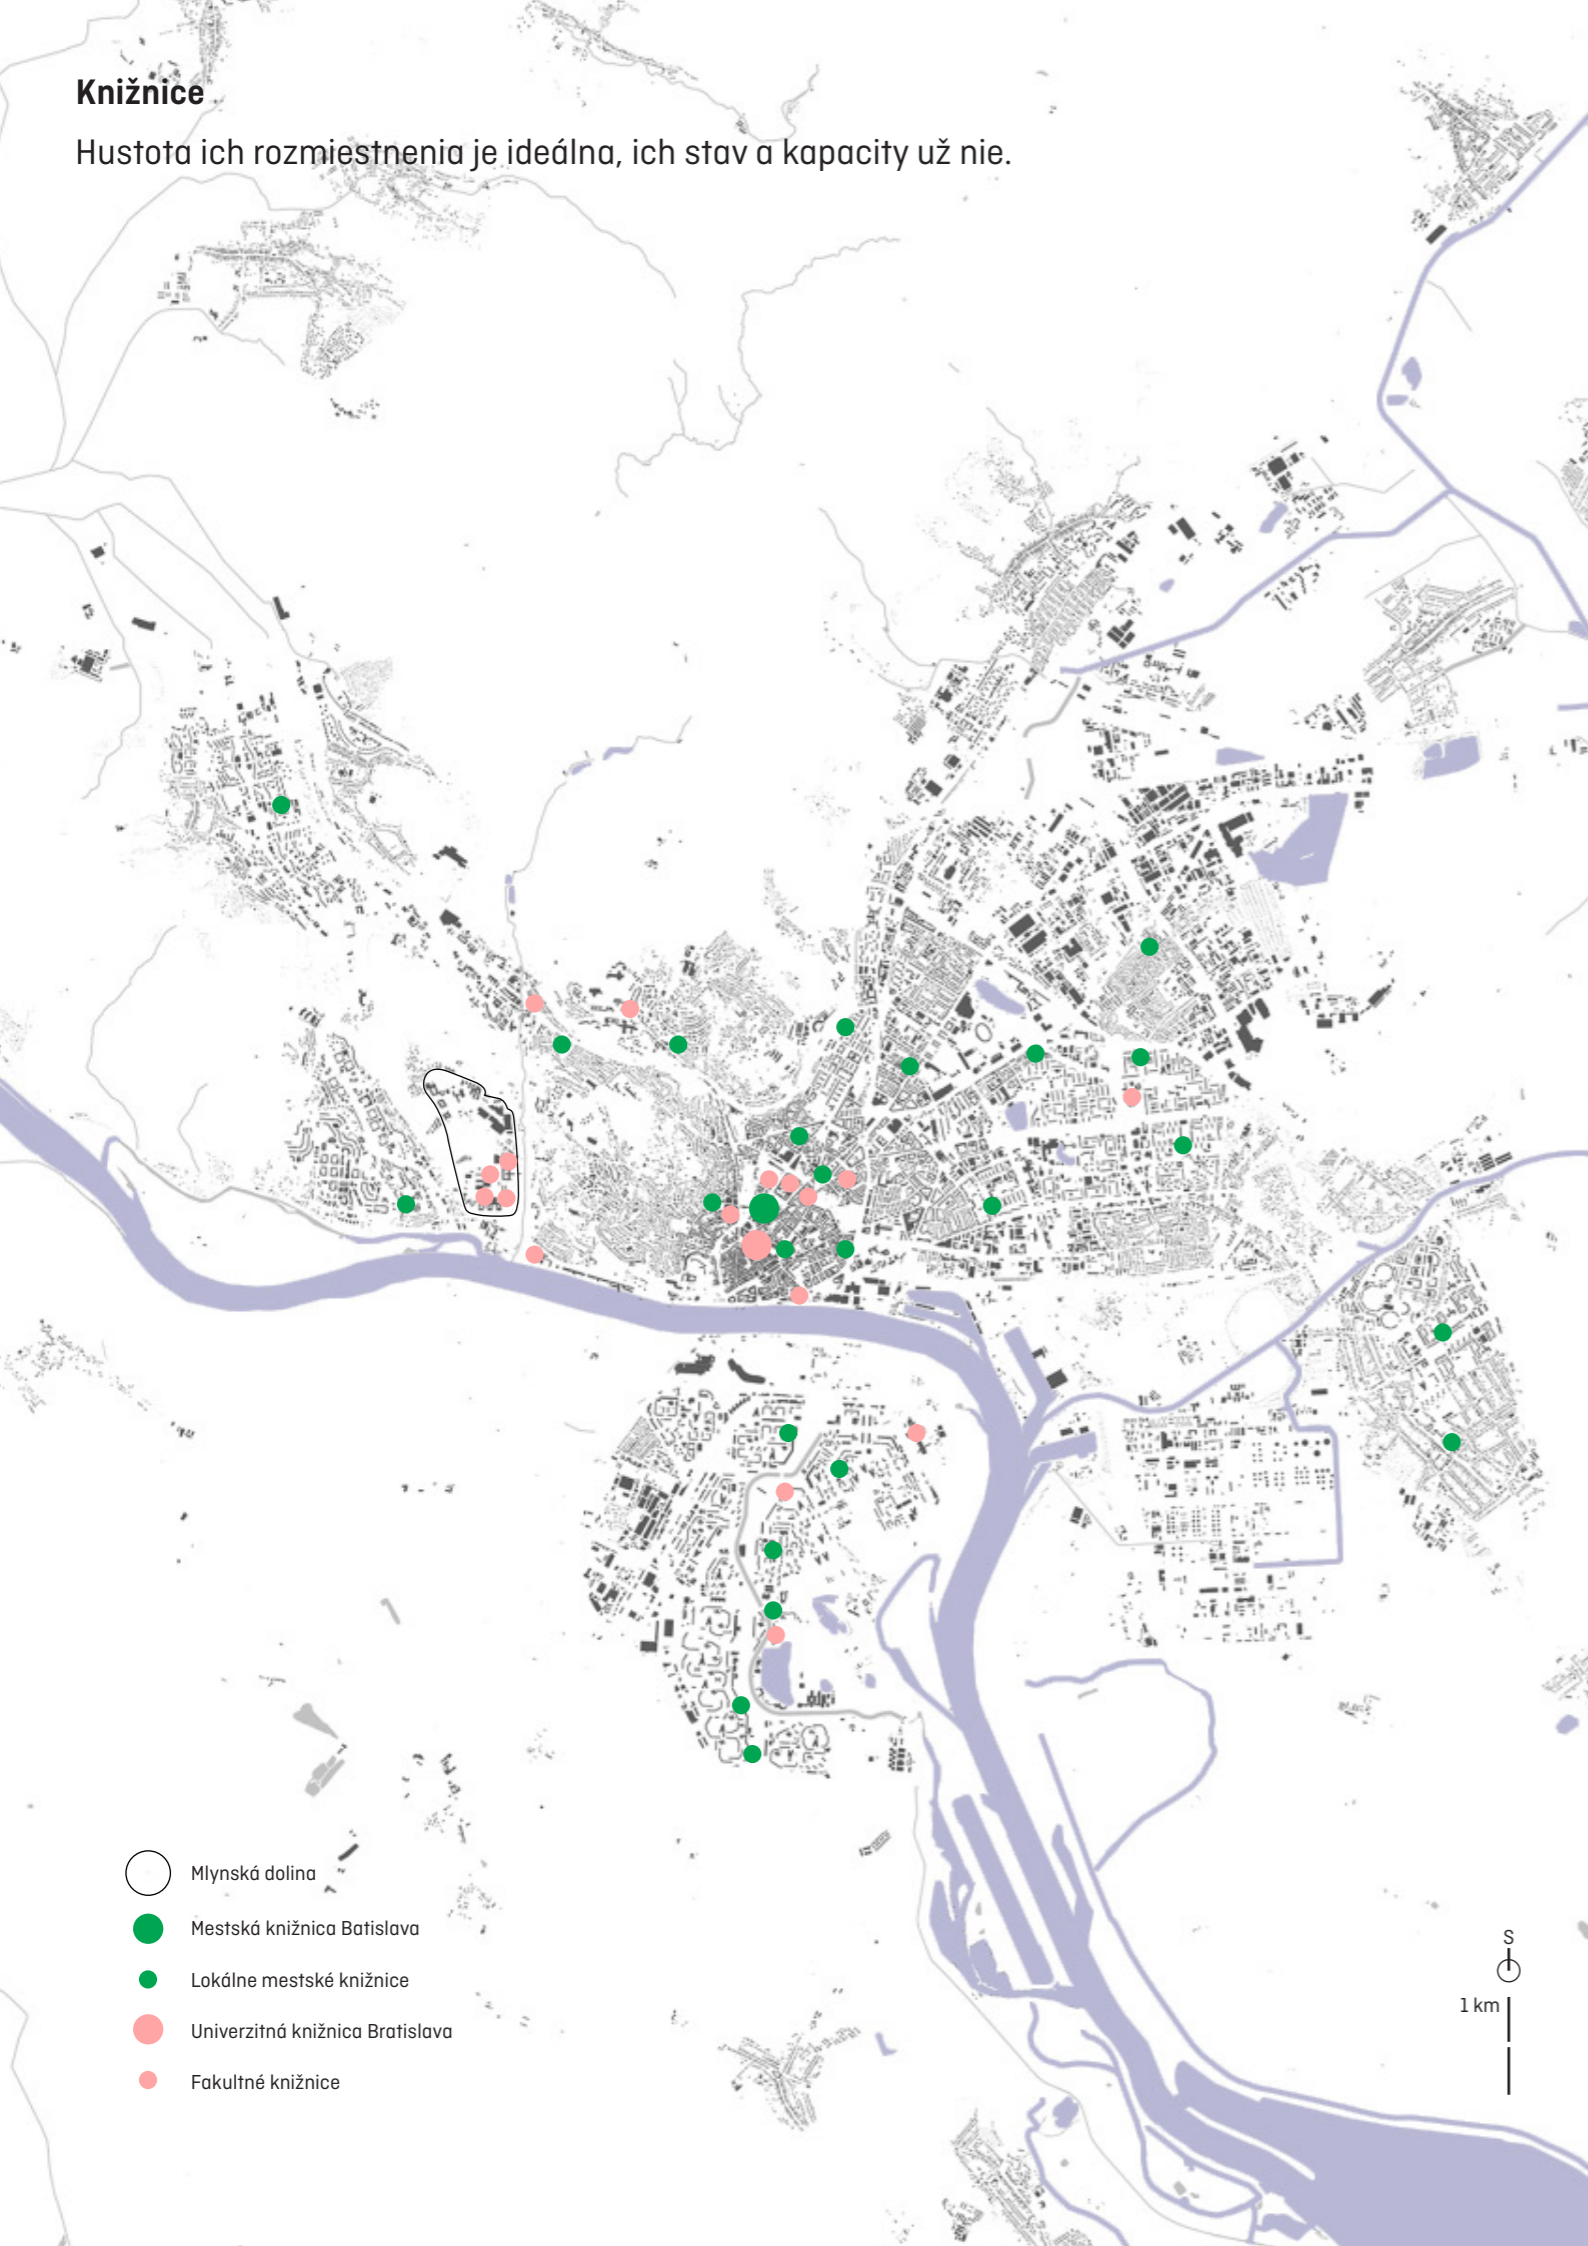 Knižnice
Hustota ich rozmiestnenia je ideálna, ich stav a kapacity už nie.
Mlynská dolina
Mestská knižnica Batislava
Lokálne mestské knižnice
Univerzitná knižnica Bratislava
Fakultné knižnice
S
1 km